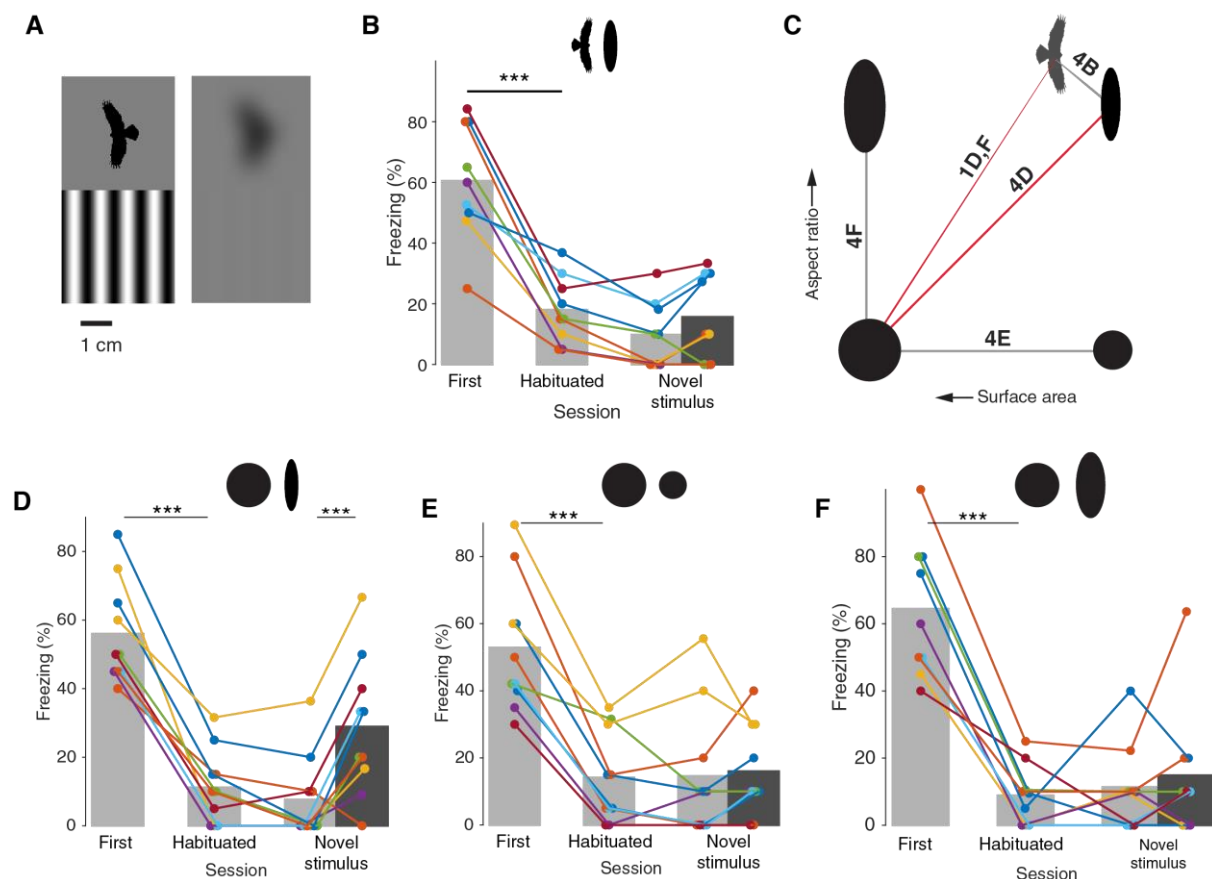 A
1 cm
B
***
Freezing (%)
80
60
40
20
0
First
Habituated
Novel
stimulus
Session
C
4B
1D,F
4D
4F
4E
Aspect ratio
Surface area
D
***
***
Freezing (%)
80
60
40
20
0
First
Habituated
Novel
stimulus
Session
E
***
Freezing (%)
80
60
40
20
0
First
Habituated
Novel
stimulus
Session
F
***
Freezing (%)
80
60
40
20
0
First
Habituated
Novel
stimulus
Session